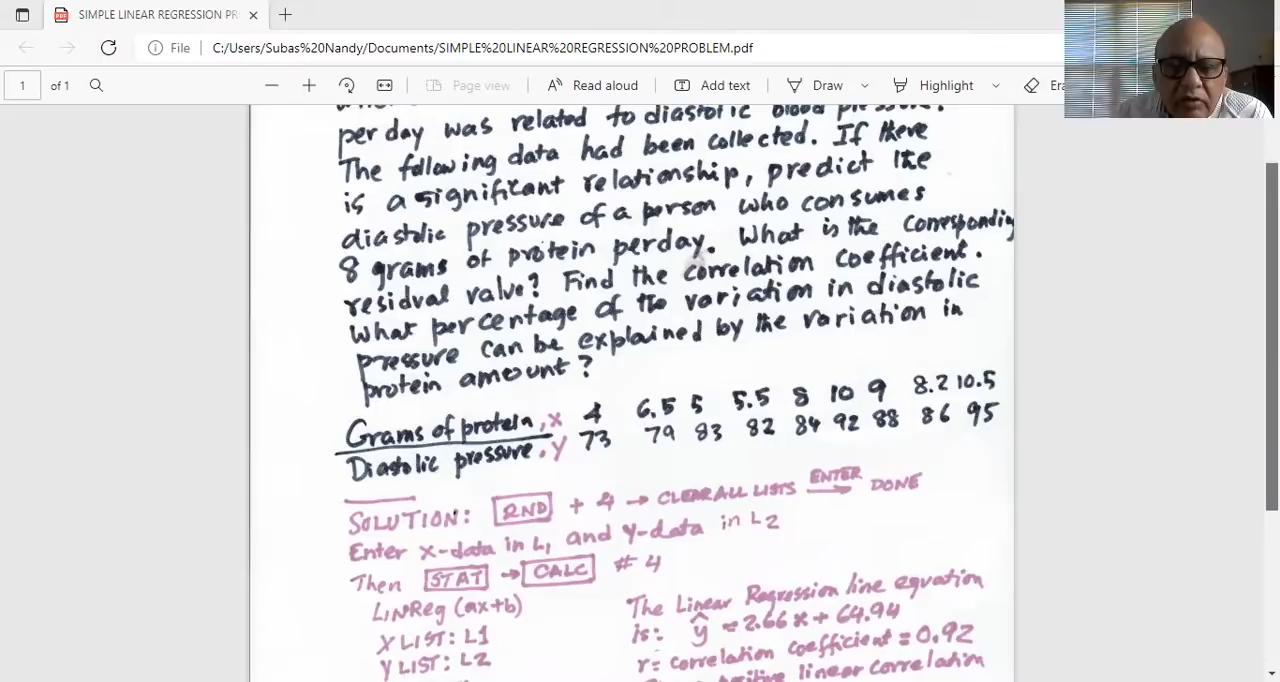 SIMPLE LINEAR REGRESSION PR
File C:/Users/Subas%20Nandy/Documents/SIMPLE%20LINEAR%20REGRESSION%20PROBLEM.pdf
1 of 1 Page view Read aloud Add text Draw Highlight Era
per day was related to diastolic blood pressure.
The following data had been collected. If there
is a significant relationship, predict the
diastolic pressure of a person who consumes
8 grams of protein perday. What is the Corresponding
residual value? Find the correlation coefficient.
What percentage of the variation in diastolic
pressure can be explained by the variation in
protein amount?
Grams of protein, x 4 6.5 5 5.5 8 10 9 8.2 10.5
Diastolic pressure, y 73 79 83 82 84 92 88 86 95
SOLUTION: 2ND + 4 → CLEAR ALL LISTS ENTER → DONE
Enter x-data in L1 and Y-data in L2
Then STAT → CALC #4
LINReg (ax+b)
X LIST: L1
Y LIST: L2
The Linear Regression line equation
is: ŷ = 2.66x + 64.94
r = correlation coefficient = 0.92
positive linear correlation